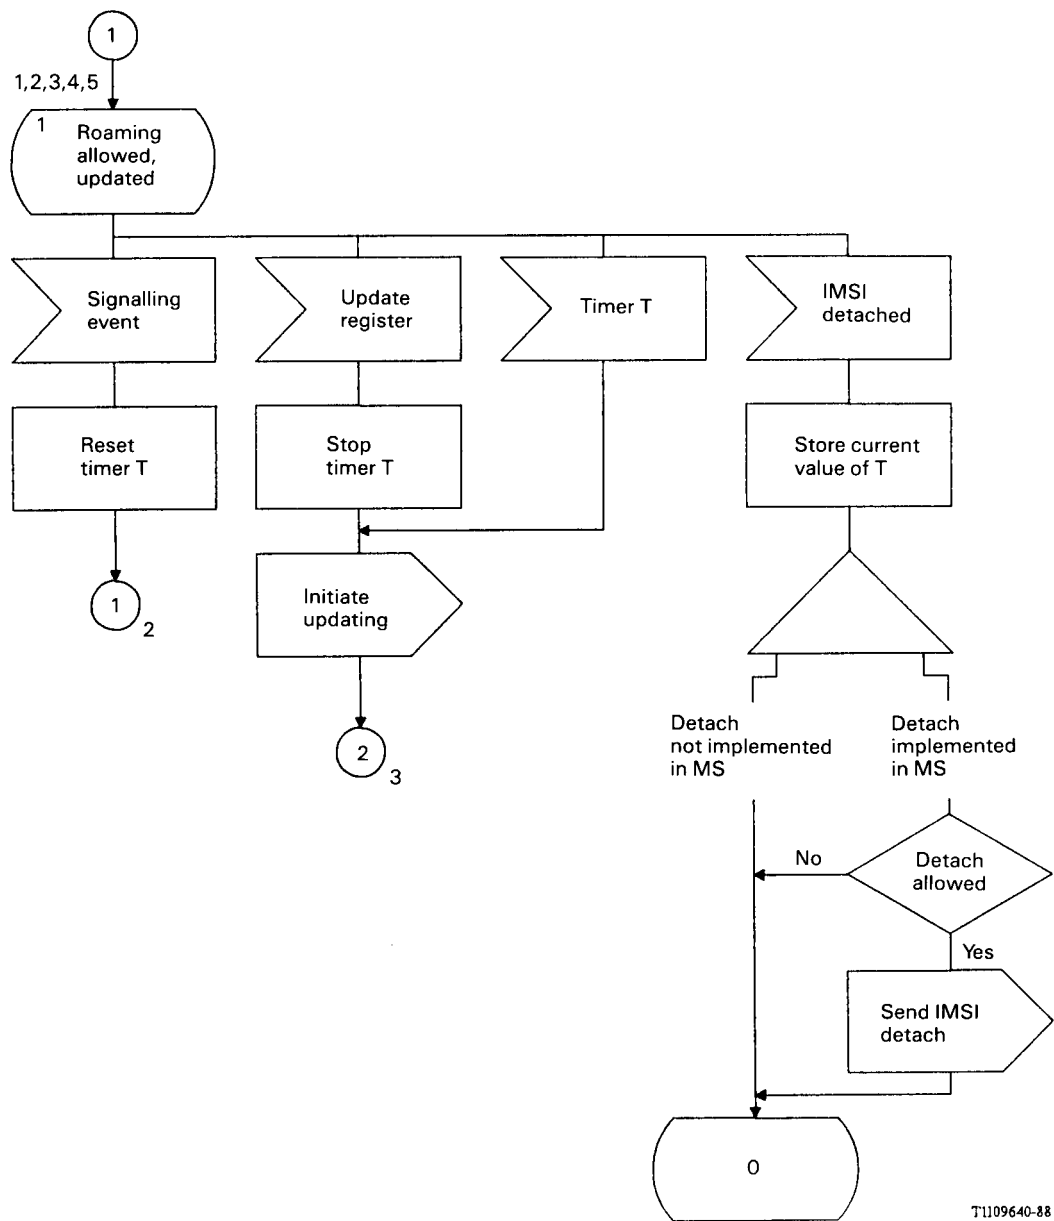 1
1,2,3,4,5
1
Roaming
allowed,
updated
Signalling
event
Update
register
Timer T
IMSI
detached
Reset
timer T
Stop
timer T
Store current
value of T
1
2
Initiate
updating
2
3
Detach
not implemented
in MS
Detach
implemented
in MS
No
Detach
allowed
Yes
Send IMSI
detach
0
T1109640-88